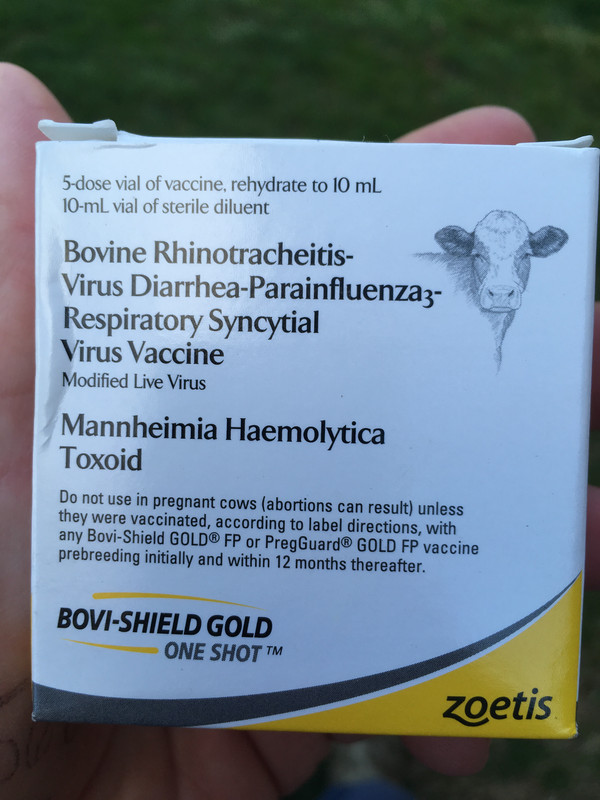 5-dose vial of vaccine, rehydrate to 10 mL
10-mL vial of sterile diluent
Bovine Rhinotracheitis-
Virus Diarrhea-Parainfluenza3-
Respiratory Syncytial
Virus Vaccine
Modified Live Virus
Mannheimia Haemolytica
Toxoid
Do not use in pregnant cows (abortions can result) unless
they were vaccinated, according to label directions, with
any Bovi-Shield GOLD® FP or PregGuard® GOLD FP vaccine
prebreeding initially and within 12 months thereafter.
BOVI-SHIELD GOLD
ONE SHOT™
zoetis